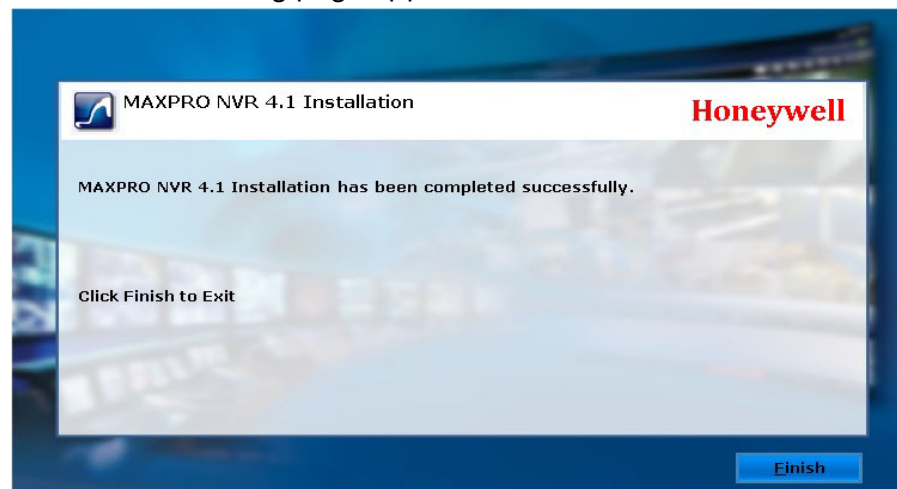 MAXPRO NVR 4.1 Installation
Honeywell
MAXPRO NVR 4.1 Installation has been completed successfully.
Click Finish to Exit
Finish